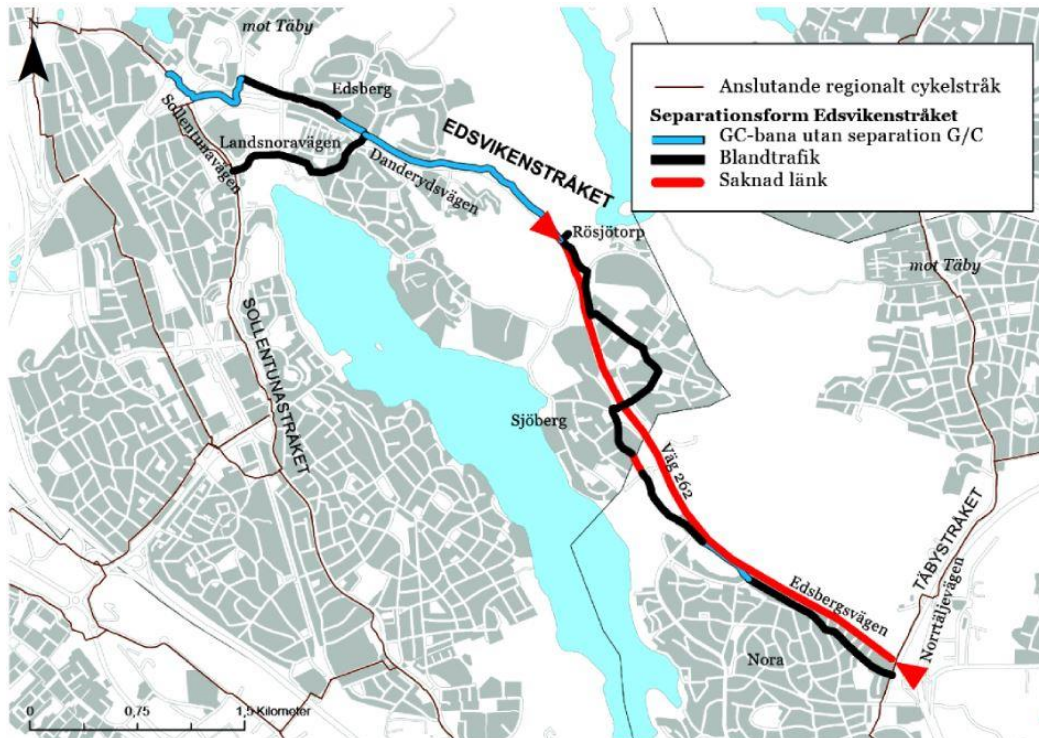 N
mot Täby
Anslutande regionalt cykelstråk
Separationsform Edsvikenstråket
GC-bana utan separation G/C
Blandtrafik
Saknad länk
Edsberg
Sollentunavägen
Landsnoravägen
EDSVIKENSTRÅKET
Danderydsvägen
Rösjötorp
mot Täby
SOLLENTUNASTRÅKET
Sjöberg
Väg 262
TÄBYSTRÅKET
Edsbergsvägen
Norrtäljevägen
Nora
0 0,75 1,5 Kilometer